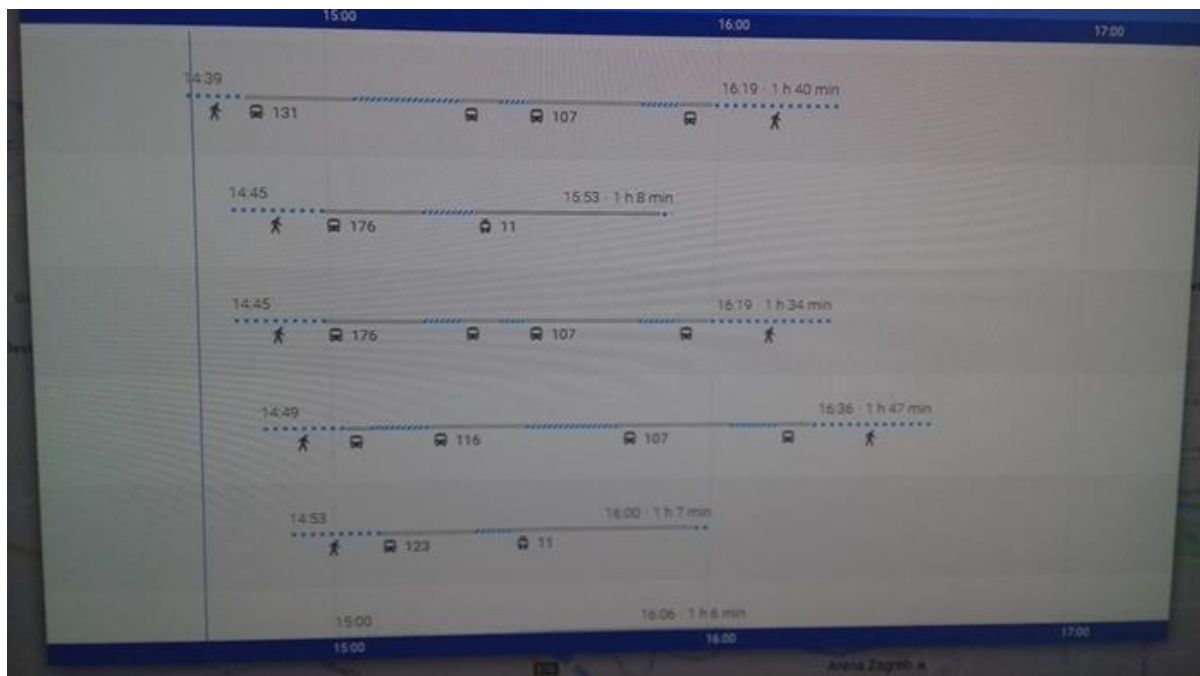 15:00 16:00 17:00
14:39 16:19 · 1 h 40 min
131 107
14:45 15:53 · 1 h 8 min
176 11
14:45 16:19 · 1 h 34 min
176 107
14:49 16:36 · 1 h 47 min
116 107
14:53 16:00 · 1 h 7 min
123 11
15:00 16:06 · 1 h 6 min
15:00 16:00 17:00
Arena Zagreb